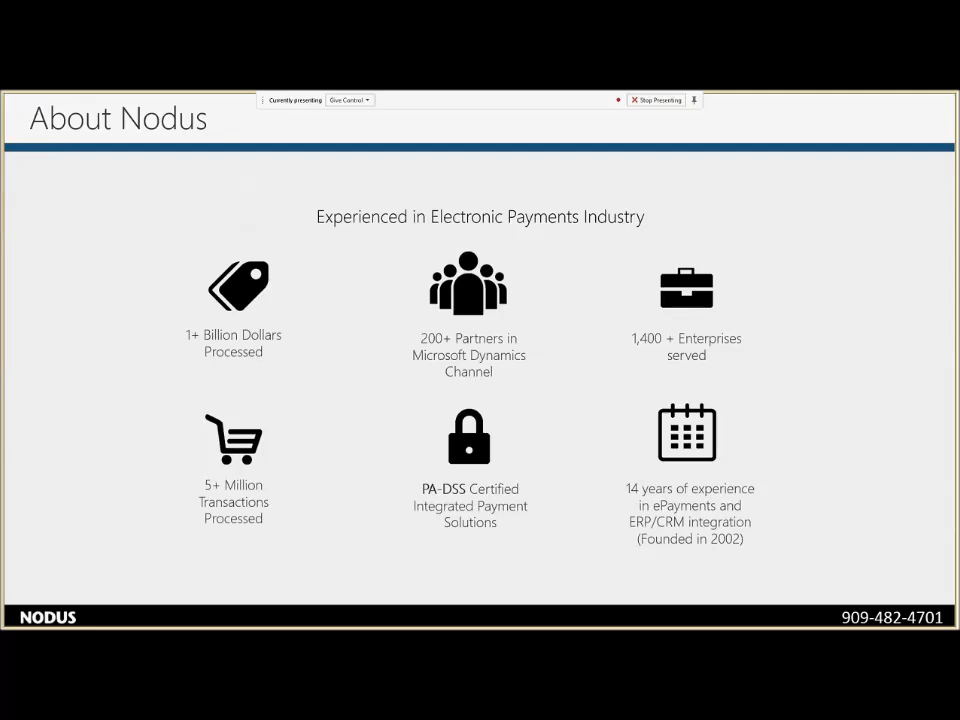 Currently presenting Give Control Stop Presenting
About Nodus
Experienced in Electronic Payments Industry
1+ Billion Dollars
Processed
200+ Partners in
Microsoft Dynamics
Channel
1,400 + Enterprises
served
5+ Million
Transactions
Processed
PA-DSS Certified
Integrated Payment
Solutions
14 years of experience
in ePayments and
ERP/CRM integration
(Founded in 2002)
NODUS
909-482-4701